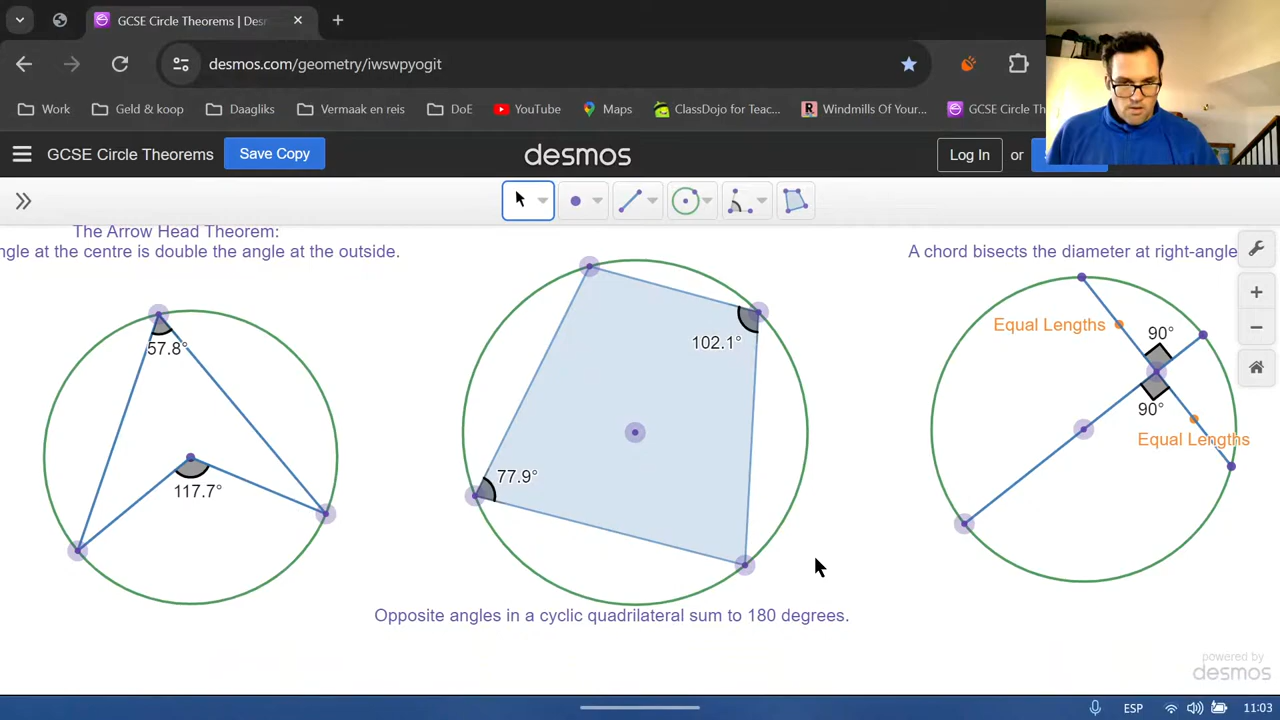 GCSE Circle Theorems | Des
desmos.com/geometry/iwswpyogit
Work
Geld & koop
Daagliks
Vermaak en reis
DoE
YouTube
Maps
ClassDojo for Teac...
Windmills Of Your...
GCSE Circle Th
GCSE Circle Theorems
Save Copy
desmos
Log In
or
The Arrow Head Theorem:
ngle at the centre is double the angle at the outside.
A chord bisects the diameter at right-angle
57.8°
117.7°
102.1°
77.9°
Equal Lengths
90°
90°
Equal Lengths
Opposite angles in a cyclic quadrilateral sum to 180 degrees.
powered by
desmos
ESP
11:03